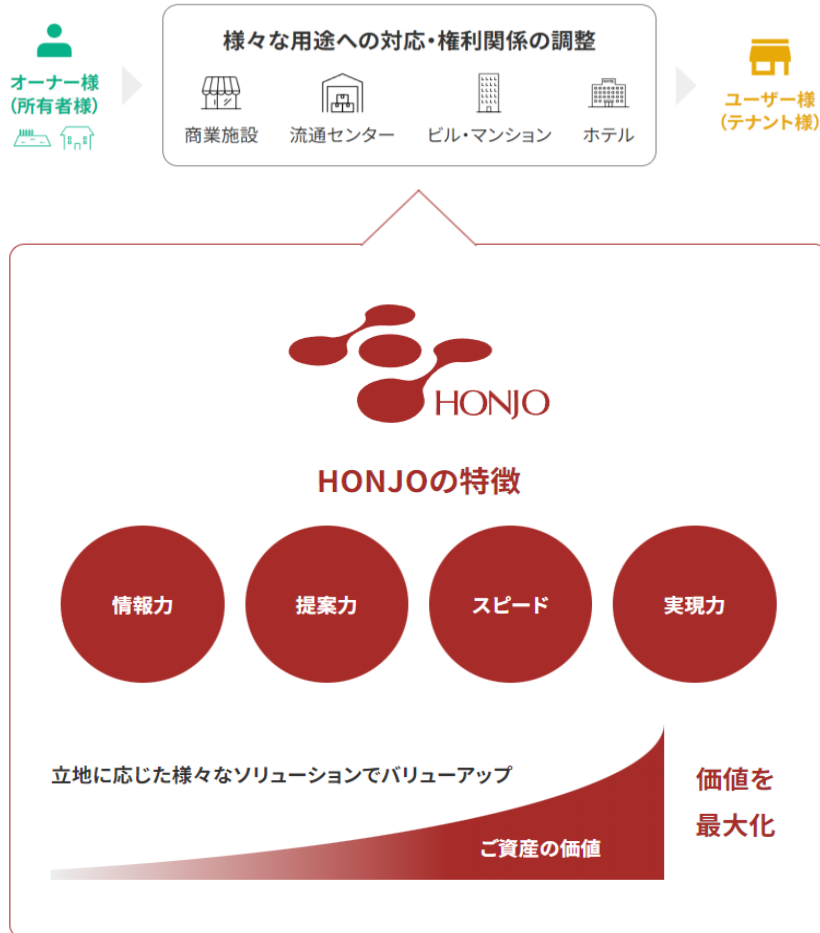 様々な用途への対応・権利関係の調整
オーナー様
(所有者様)
商業施設
流通センター
ビル・マンション
ホテル
ユーザー様
(テナント様)
HONJO
HONJOの特徴
情報力
提案力
スピード
実現力
立地に応じた様々なソリューションでバリューアップ
ご資産の価値
価値を
最大化